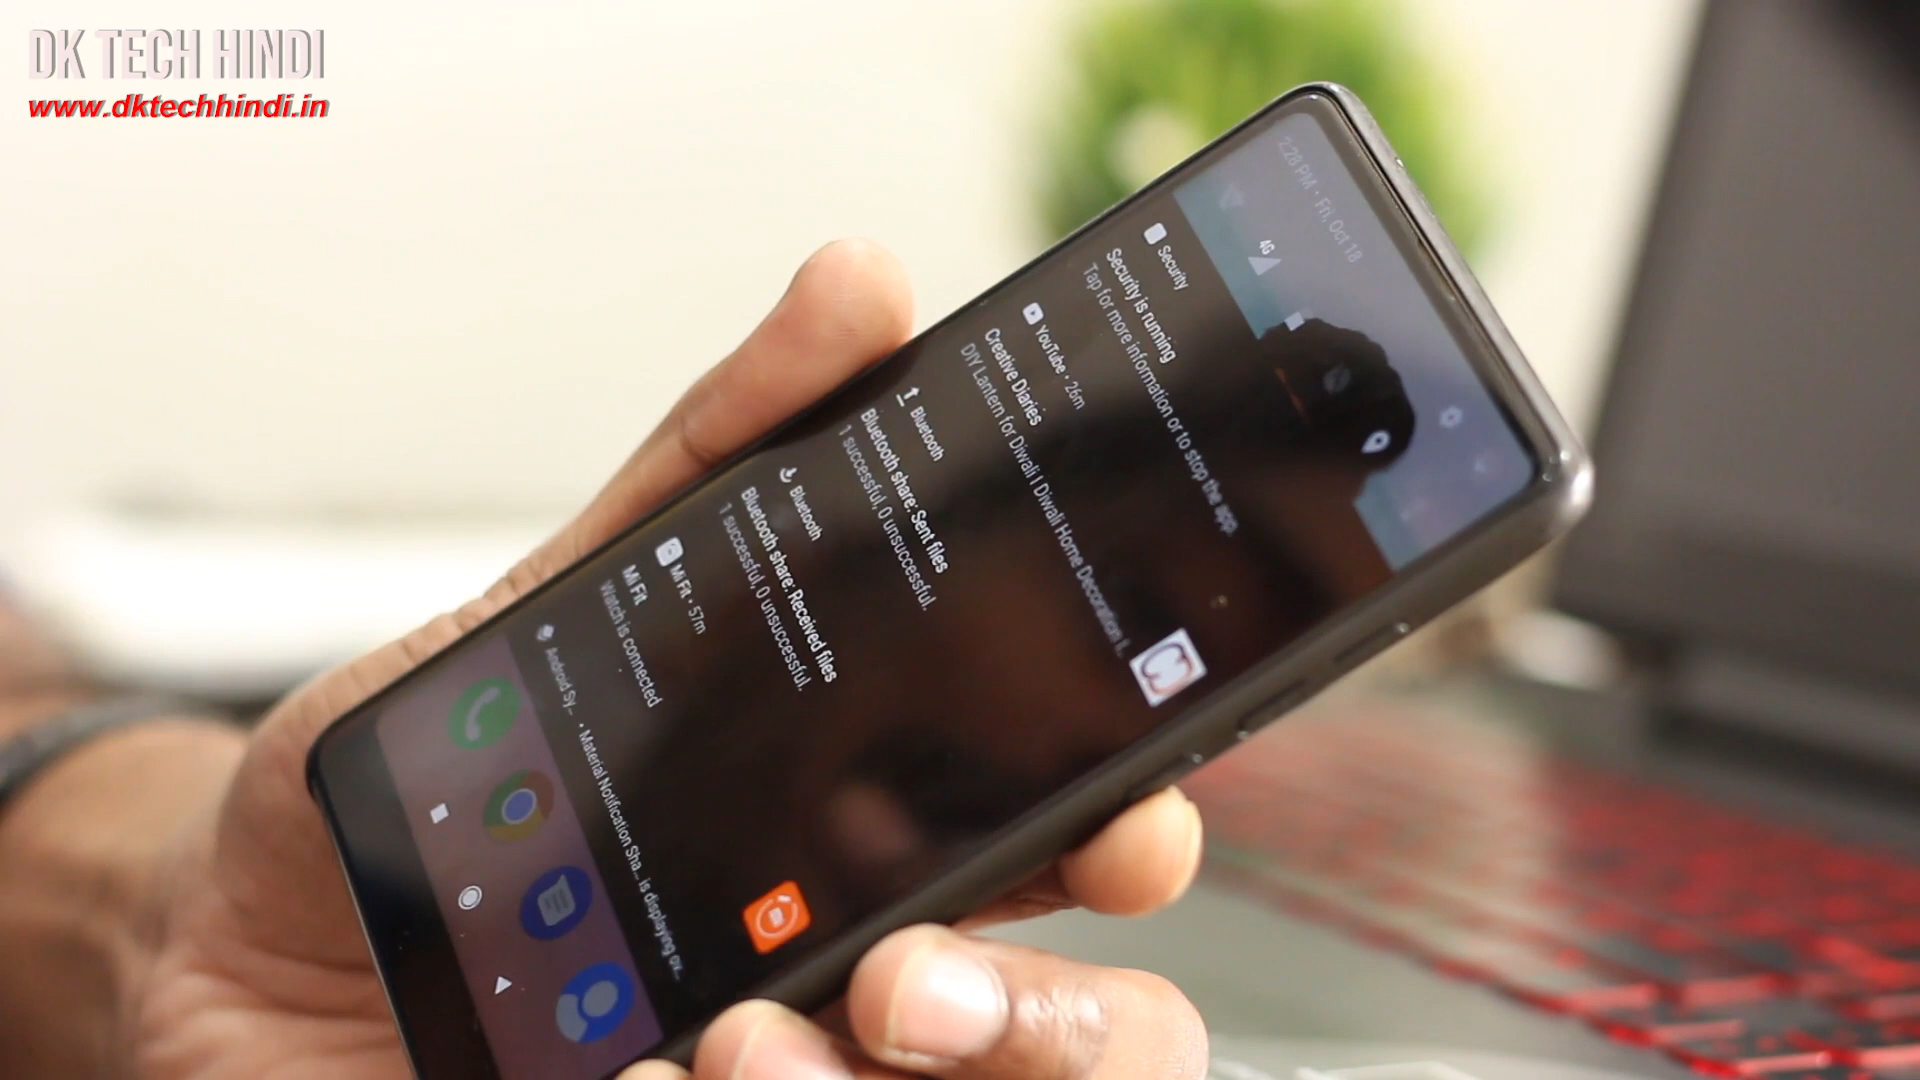 DK TECH HINDI
www.dktechhindi.in
2:28 PM • Fri, Oct 18
4G
Security
Security is running
Tap for more information or to stop the app.
YouTube • 26m
Creative Diaries
DIY Lantern for Diwali | Diwali Home Decoration |...
Bluetooth
Bluetooth share: Sent files
1 successful, 0 unsuccessful.
Bluetooth
Bluetooth share: Received files
1 successful, 0 unsuccessful.
Mi Fit • 57m
Mi Fit
Watch is connected
Android Sy... • Material Notification Sha... is displaying ov...